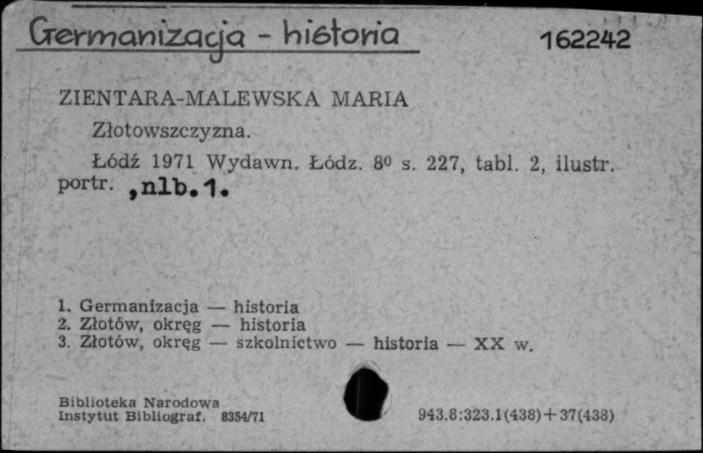 Germanizacja - historia 162242
ZIENTARA-MALEWSKA MARIA
Złotowszczyzna.
Łódź 1971 Wydawn. Łódz. 8º s. 227, tabl. 2, ilustr.
portr. ,nlb.1.
1. Germanizacja — historia
2. Złotów, okręg — historia
3. Złotów, okręg — szkolnictwo — historia — XX w.
Biblioteka Narodowa
Instytut Bibliograf. 8354/71 943.8:323.1(438)+37(438)